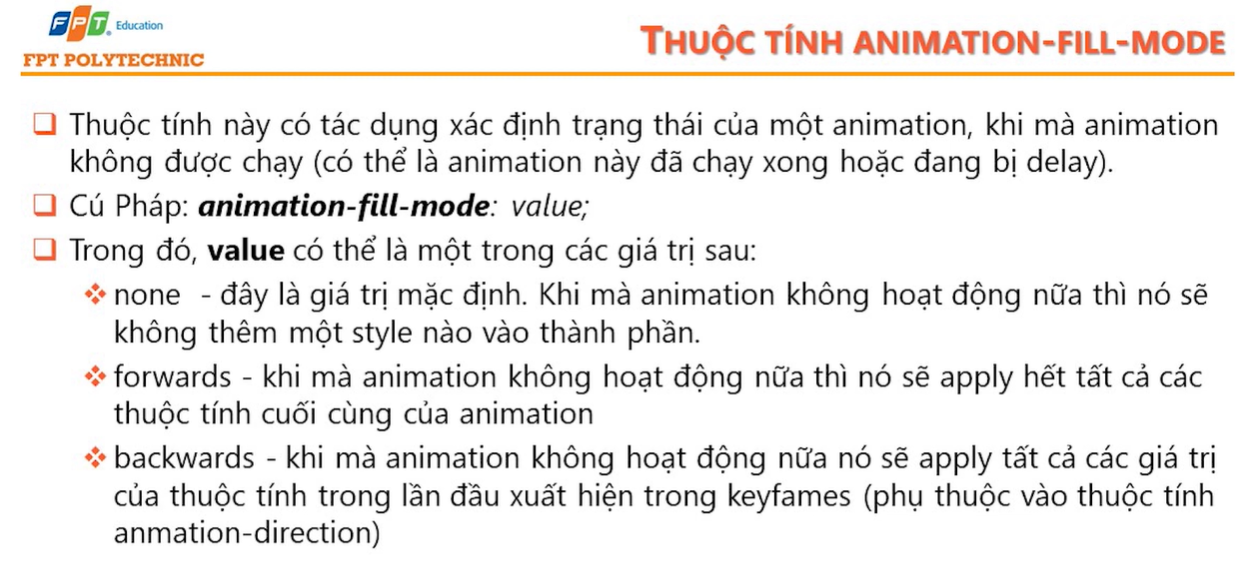 FPT Education
FPT POLYTECHNIC
THUỘC TÍNH ANIMATION-FILL-MODE
Thuộc tính này có tác dụng xác định trạng thái của một animation, khi mà animation
không được chạy (có thể là animation này đã chạy xong hoặc đang bị delay).
Cú Pháp: animation-fill-mode: value;
Trong đó, value có thể là một trong các giá trị sau:
none - đây là giá trị mặc định. Khi mà animation không hoạt động nữa thì nó sẽ
không thêm một style nào vào thành phần.
forwards - khi mà animation không hoạt động nữa thì nó sẽ apply hết tất cả các
thuộc tính cuối cùng của animation
backwards - khi mà animation không hoạt động nữa nó sẽ apply tất cả các giá trị
của thuộc tính trong lần đầu xuất hiện trong keyfames (phụ thuộc vào thuộc tính
anmation-direction)